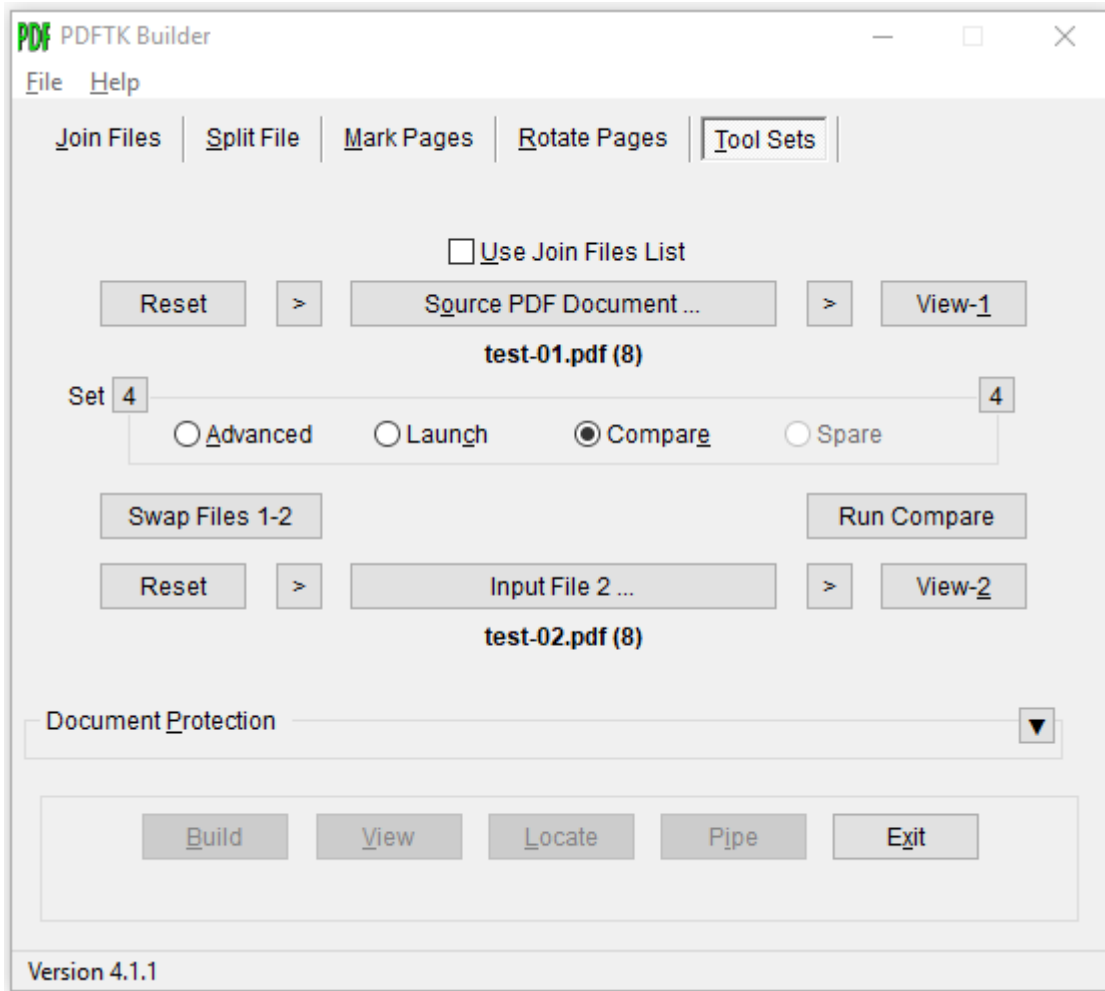 PDF PDFTK Builder
File Help
Join Files Split File Mark Pages Rotate Pages Tool Sets
Use Join Files List
Reset > Source PDF Document ... > View-1
test-01.pdf (8)
Set 4 4
Advanced Launch Compare Spare
Swap Files 1-2 Run Compare
Reset > Input File 2 ... > View-2
test-02.pdf (8)
Document Protection ▼
Build View Locate Pipe Exit
Version 4.1.1